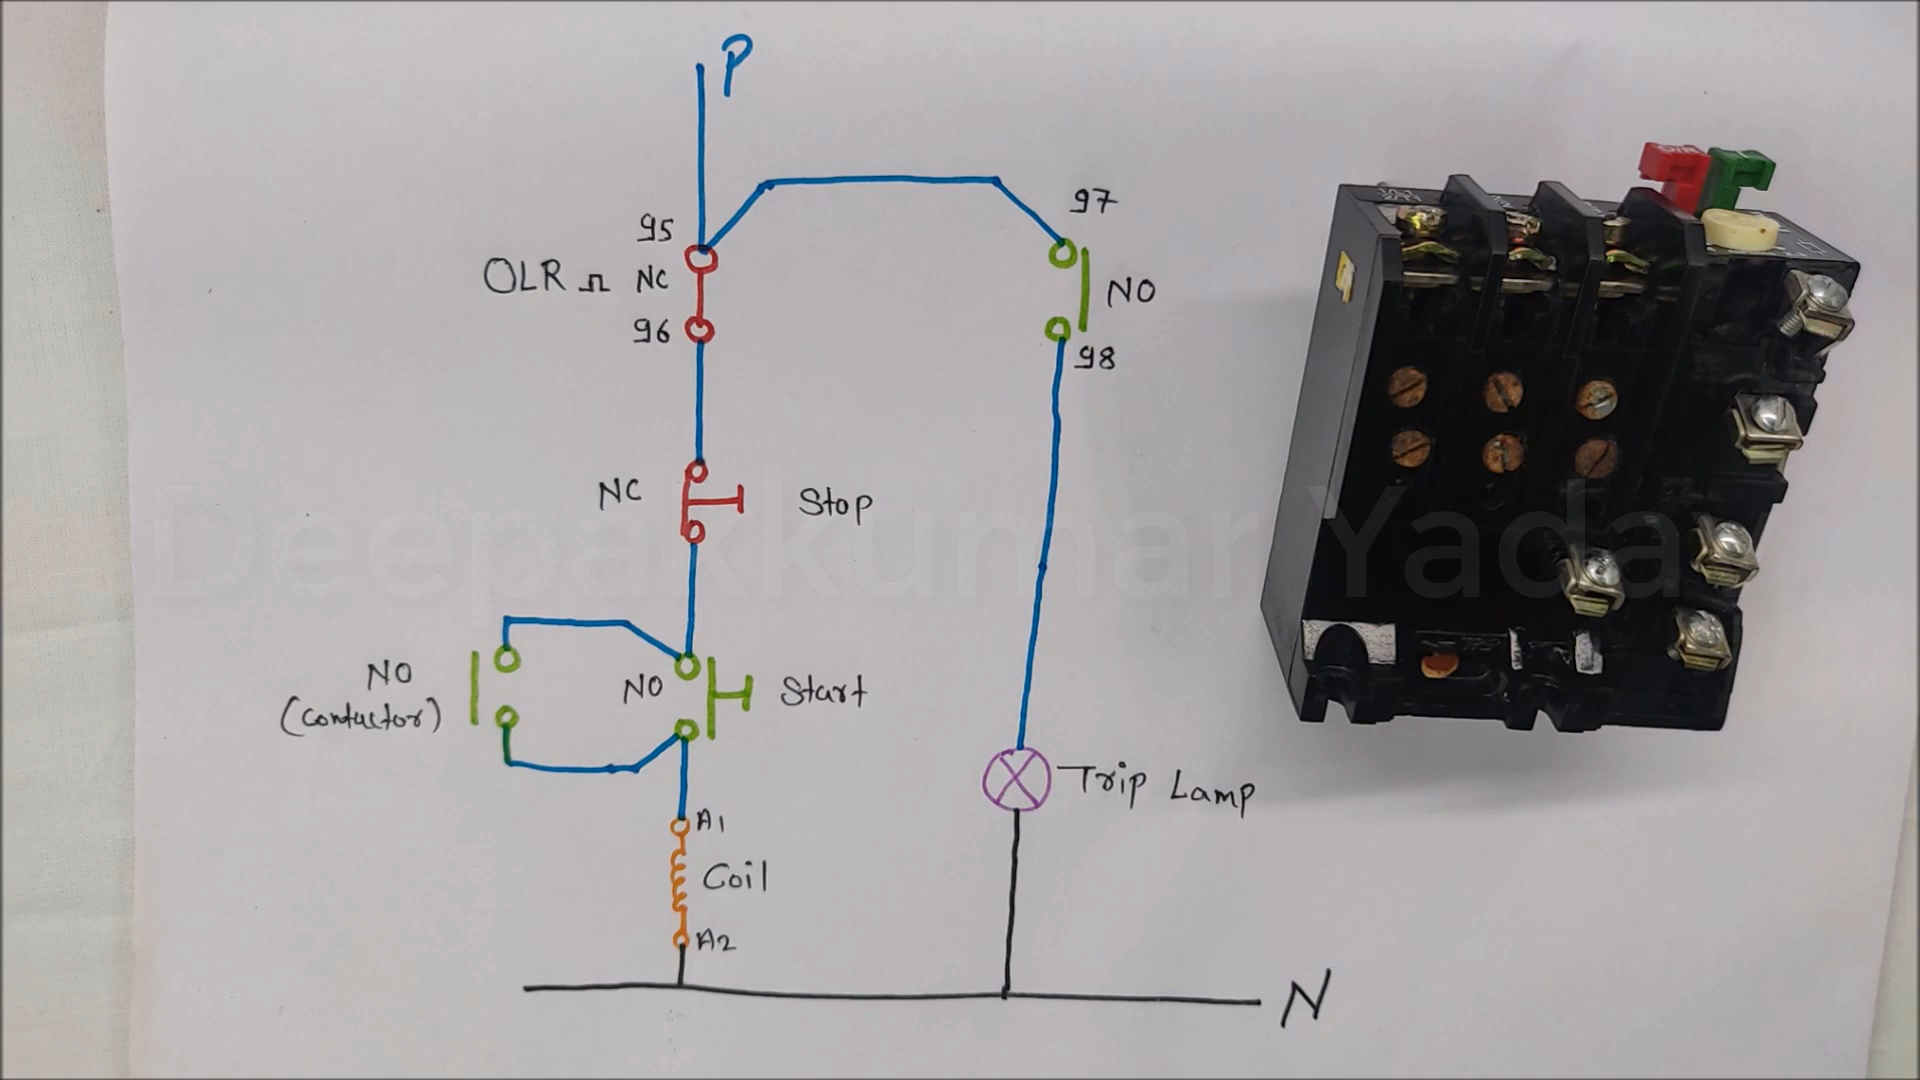 P
95
97
OLR
NC
NO
96
98
NC
Stop
Deepakkumar Yadav
NO
(contactor)
NO
Start
A1
Trip Lamp
Coil
A2
N